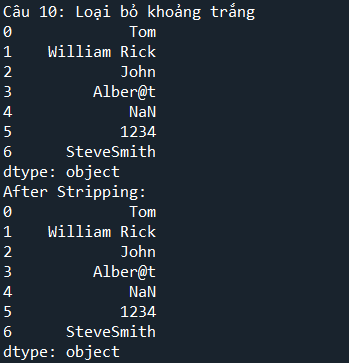 Câu 10: Loại bỏ khoảng trắng
0             Tom
1    William Rick
2            John
3         Alber@t
4             NaN
5            1234
6      SteveSmith
dtype: object
After Stripping:
0             Tom
1    William Rick
2            John
3         Alber@t
4             NaN
5            1234
6      SteveSmith
dtype: object